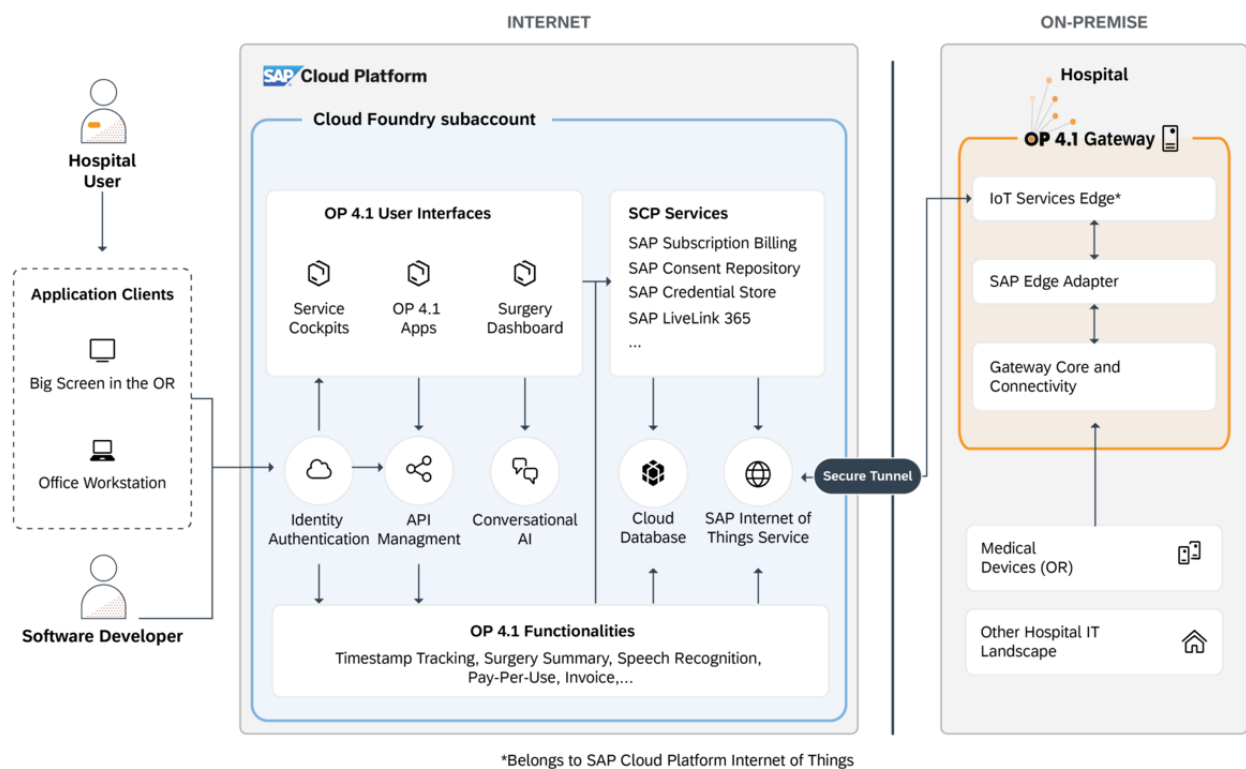 INTERNET
ON-PREMISE
SAP Cloud Platform
Cloud Foundry subaccount
Hospital
User
Application Clients
Big Screen in the OR
Office Workstation
Software Developer
OP 4.1 User Interfaces
Service
Cockpits
OP 4.1
Apps
Surgery
Dashboard
SCP Services
SAP Subscription Billing
SAP Consent Repository
SAP Credential Store
SAP LiveLink 365
...
Identity
Authentication
API
Managment
Conversational
AI
Cloud
Database
SAP Internet of
Things Service
Secure Tunnel
OP 4.1 Functionalities
Timestamp Tracking, Surgery Summary, Speech Recognition,
Pay-Per-Use, Invoice,...
Hospital
OP 4.1 Gateway
IoT Services Edge*
SAP Edge Adapter
Gateway Core and
Connectivity
Medical
Devices (OR)
Other Hospital IT
Landscape
*Belongs to SAP Cloud Platform Internet of Things